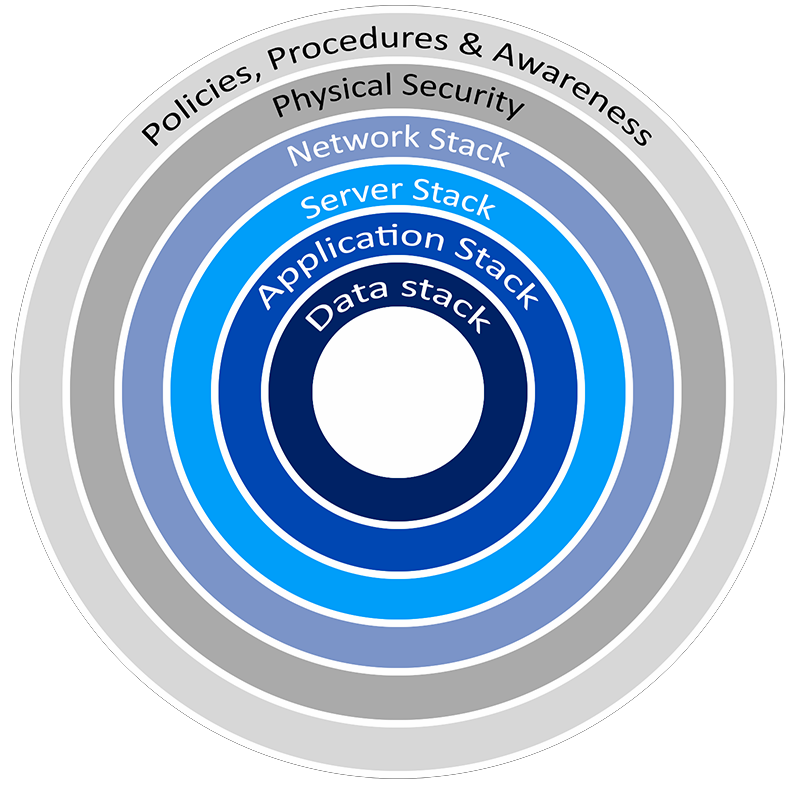 Policies, Procedures & Awareness
Physical Security
Network Stack
Server Stack
Application Stack
Data stack